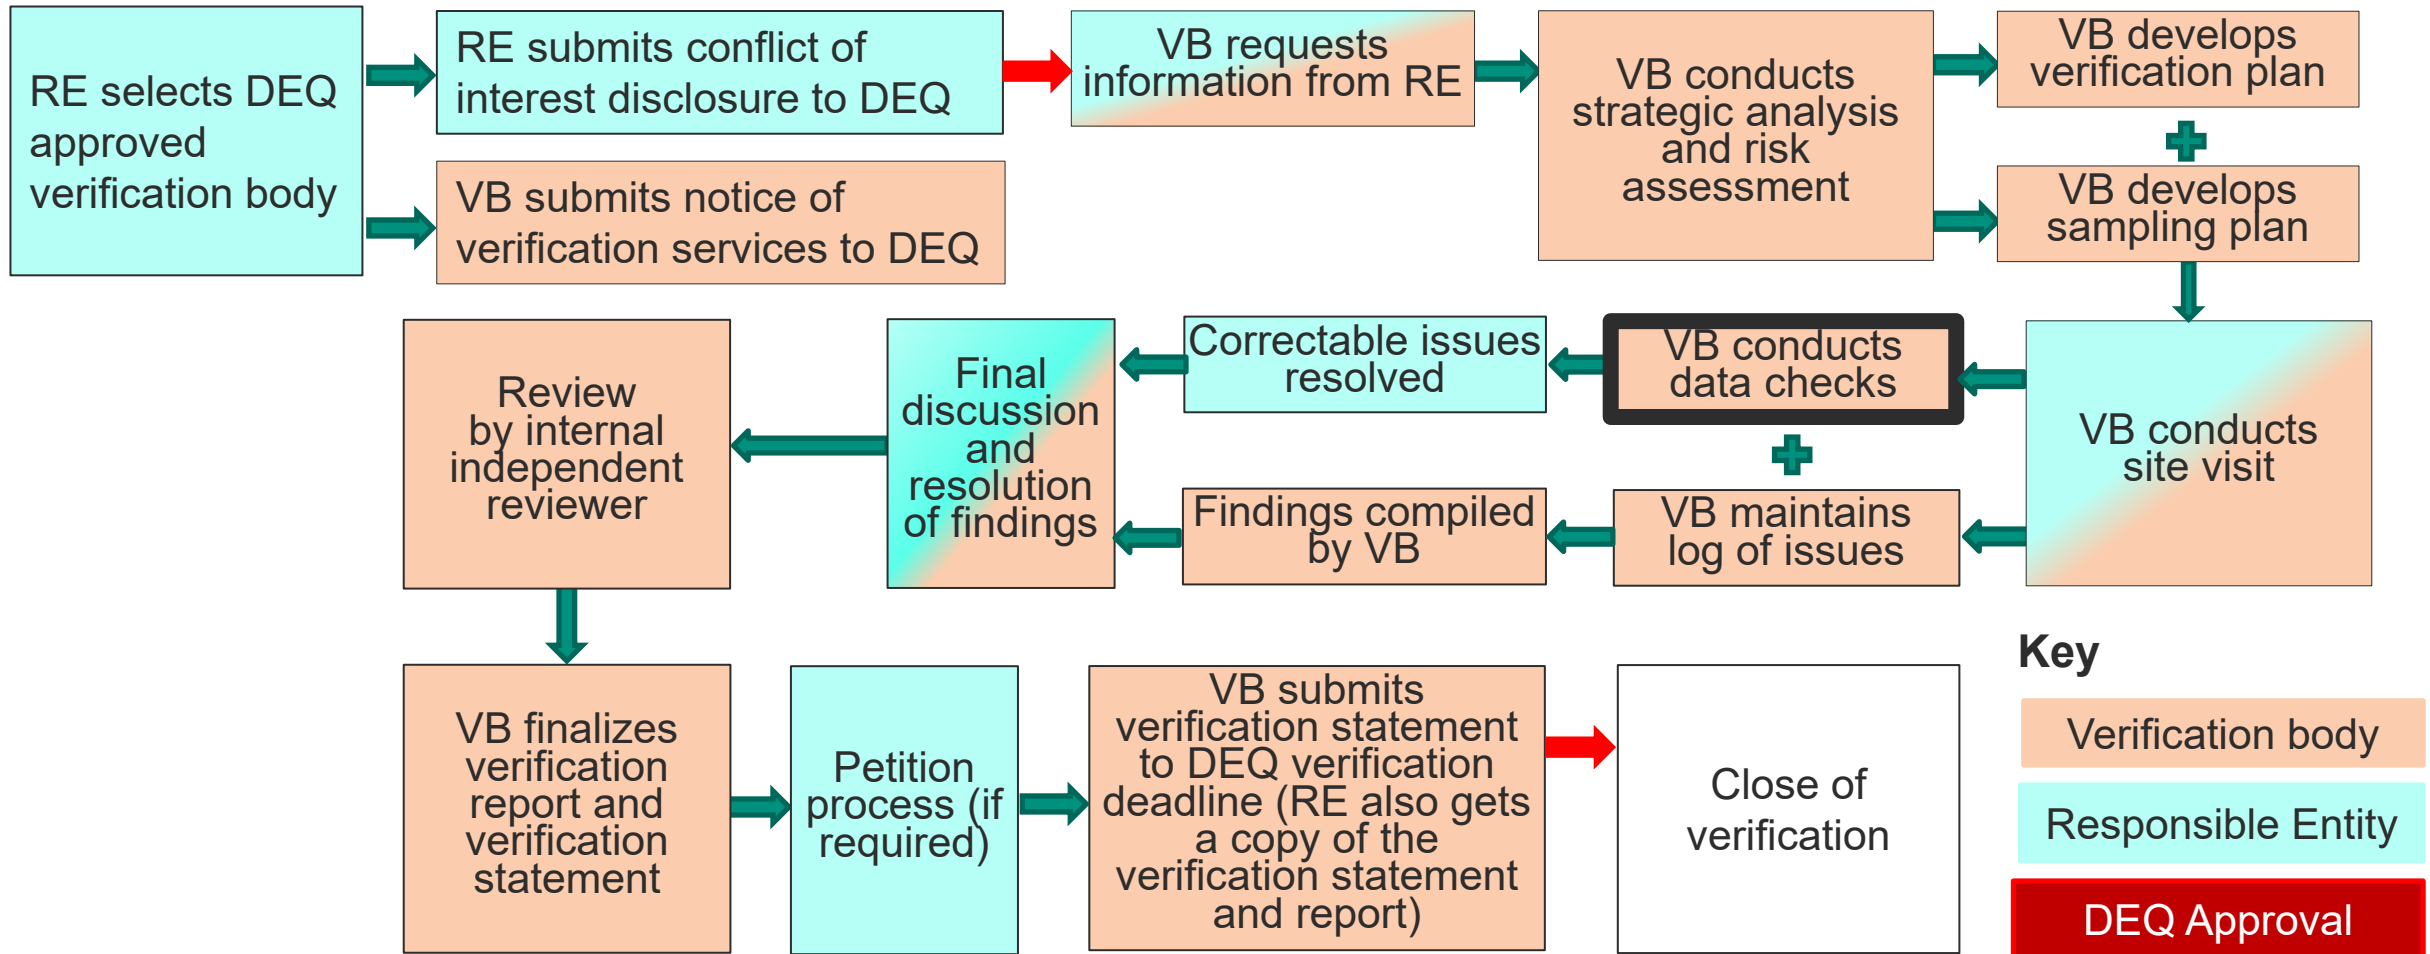 RE selects DEQ
approved
verification body
RE submits conflict of
interest disclosure to DEQ
VB submits notice of
verification services to DEQ
VB requests
information from RE
VB conducts
strategic analysis
and risk
assessment
VB develops
verification plan
VB develops
sampling plan
VB conducts
site visit
VB conducts
data checks
VB maintains
log of issues
Correctable issues
resolved
Findings compiled
by VB
Final
discussion
and
resolution
of findings
Review
by internal
independent
reviewer
VB finalizes
verification
report and
verification
statement
Petition
process (if
required)
VB submits
verification statement
to DEQ verification
deadline (RE also gets
a copy of the
verification statement
and report)
Close of
verification
Key
Verification body
Responsible Entity
DEQ Approval